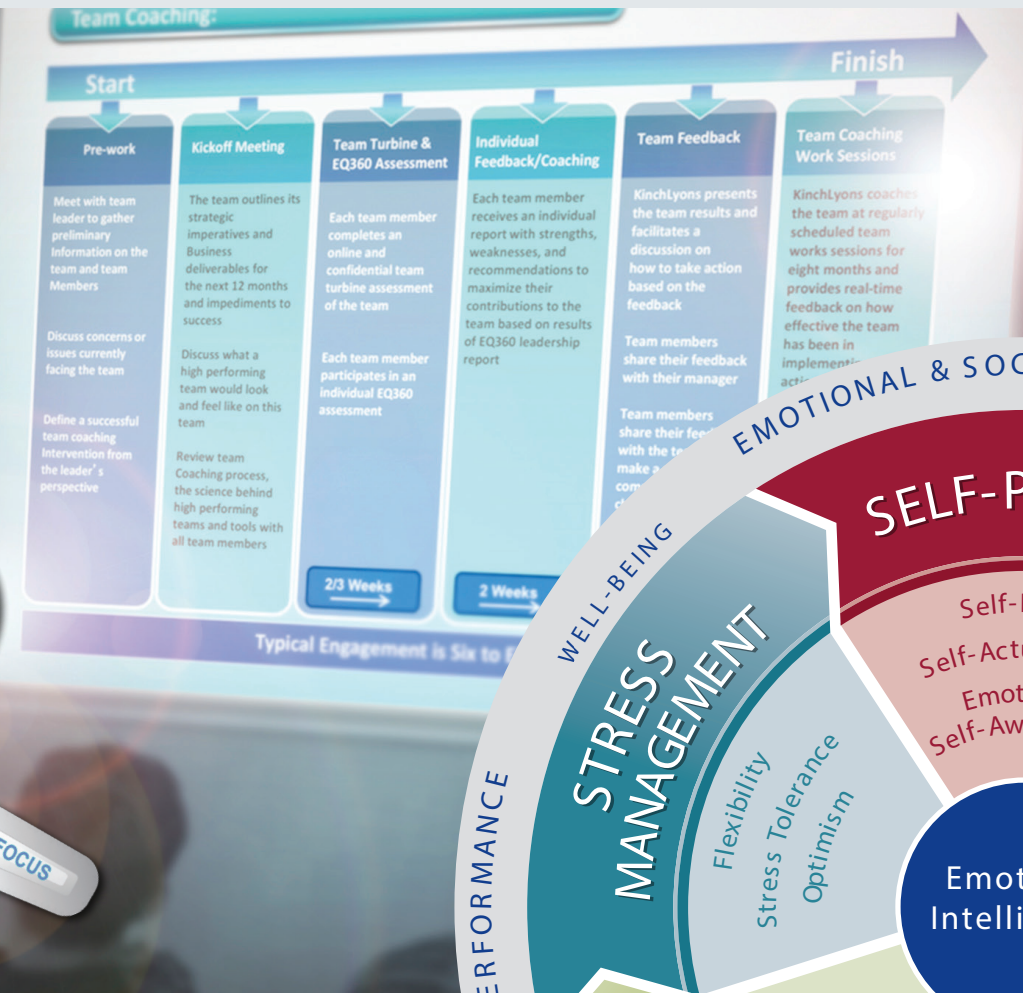 Team Coaching:
Start
Finish
Pre-work
Meet with team
leader to gather
preliminary
Information on the
team and team
Members
Discuss concerns or
issues currently
facing the team
Define a successful
team coaching
Intervention from
the leader's
perspective
Kickoff Meeting
The team outlines its
strategic
imperatives and
Business
deliverables for
the next 12 months
and impediments to
success
Discuss what a
high performing
team would look
and feel like on this
team
Review team
Coaching process,
the science behind
high performing
teams and tools with
all team members
Team Turbine &
EQ360 Assessment
Each team member
completes an
online and
confidential team
turbine assessment
of the team
Each team member
participates in an
individual EQ360
assessment
2/3 Weeks
Individual
Feedback/Coaching
Each team member
receives an individual
report with strengths,
weaknesses, and
recommendations to
maximize their
contributions to the
team based on results
of EQ360 leadership
report
2 Weeks
Team Feedback
KinchLyons presents
the team results and
facilitates a
discussion on
how to take action
based on the
feedback
Team members
share their feedback
with their manager
Team members
share their
with the
make a
Team Coaching
Work Sessions
KinchLyons coaches
the team at regularly
scheduled team
works sessions for
eight months and
provides real-time
feedback on how
effective the team
has been in
Typical Engagement is Six to
FOCUS
EMOTIONAL & SOC
WELL-BEING
ERFORMANCE
SELF-P
Self-A
Self-Actu
Emot
Self-Aw
STRESS
MANAGEMENT
Flexibility
Stress Tolerance
Optimism
Emot
Intelli